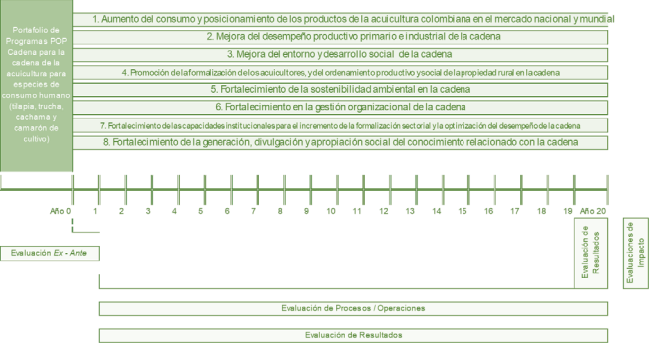 Portafolio de
Programas POP
Cadena para la
cadena de la
acuicultura para
especies de
consumo humano
(tilapia, trucha,
cachama y
camarón de
cultivo)
1. Aumento del consumo y posicionamiento de los productos de la acuicultura colombiana en el mercado nacional y mundial
2. Mejora del desempeño productivo primario e industrial de la cadena
3. Mejora del entorno y desarrollo social de la cadena
4. Promoción de la formalización de los acuicultores, y del ordenamiento productivo y social de la propiedad rural en la cadena
5. Fortalecimiento de la sostenibilidad ambiental en la cadena
6. Fortalecimiento en la gestión organizacional de la cadena
7. Fortalecimiento de las capacidades institucionales para el incremento de la formalización sectorial y la optimización del desempeño de la cadena
8. Fortalecimiento de la generación, divulgación y apropiación social del conocimiento relacionado con la cadena
Año 0 1 2 3 4 5 6 7 8 9 10 11 12 13 14 15 16 17 18 19 Año 20
Evaluación Ex - Ante
Evaluación de
Resultados
Evaluaciones de
Impacto
Evaluación de Procesos / Operaciones
Evaluación de Resultados